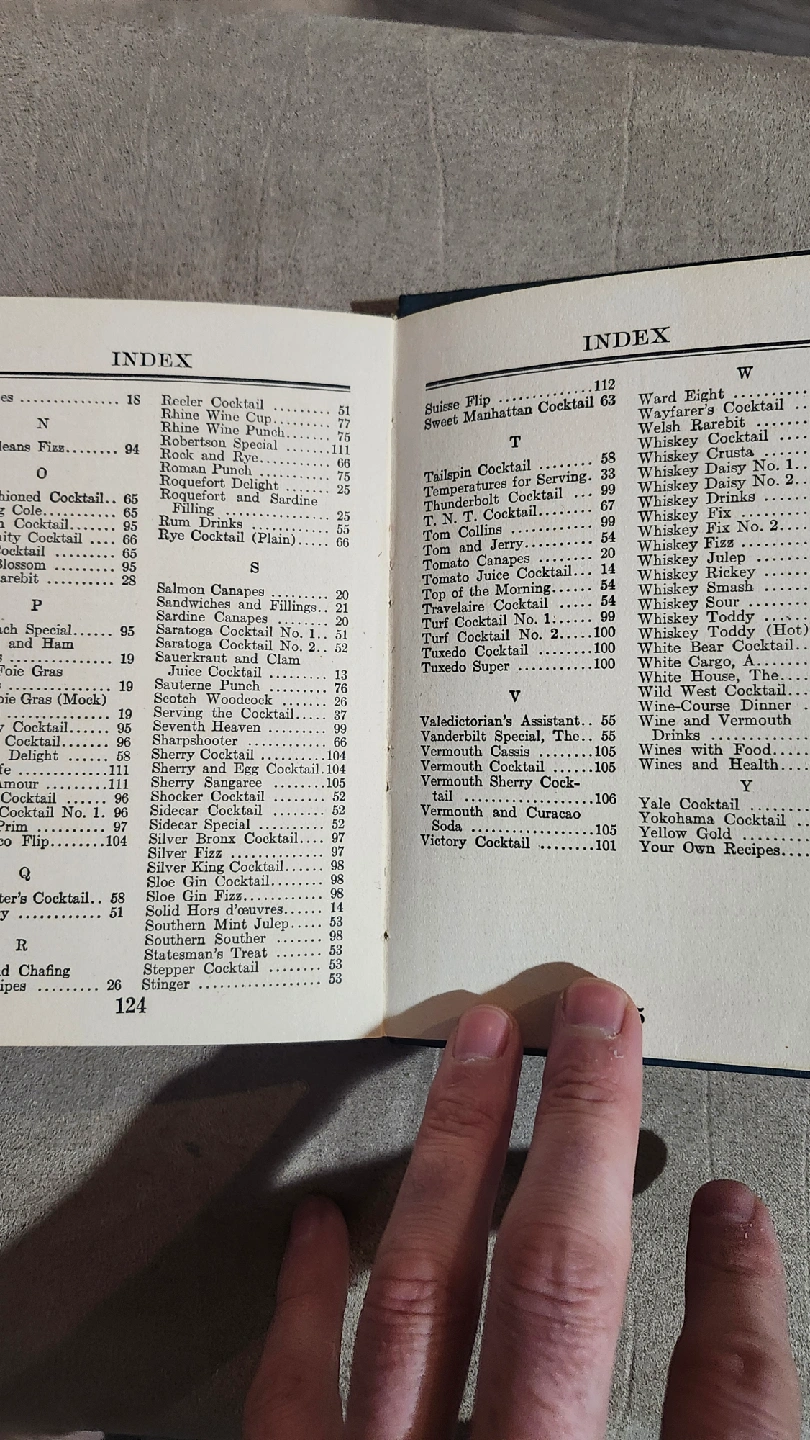 INDEX
es .............. 18
N
leans Fizz........ 94
O
hioned Cocktail.. 65
g Cole........... 65
n Cocktail....... 95
nity Cocktail .... 66
Cocktail ........ 65
Blossom ......... 95
arebit .......... 28
P
ach Special...... 95
and Ham
............... 19
Foie Gras
............... 19
oie Gras (Mock)
............... 19
y Cocktail....... 95
Cocktail........ 96
Delight ........ 58
fe .............111
amour ..........111
Cocktail ...... 96
Cocktail No. 1. 96
Prim .......... 97
co Flip........104
Q
ter's Cocktail.. 58
y ............ 51
R
d Chafing
ipes ......... 26
Reeler Cocktail ........ 51
Rhine Wine Cup........ 77
Rhine Wine Punch...... 75
Robertson Special .......111
Rock and Rye.......... 66
Roman Punch .......... 75
Roquefort Delight ....... 25
Roquefort and Sardine
Filling ............... 25
Rum Drinks ........... 55
Rye Cocktail (Plain)..... 66
S
Salmon Canapes ........ 20
Sandwiches and Fillings.. 21
Sardine Canapes ....... 20
Saratoga Cocktail No. 1.. 51
Saratoga Cocktail No. 2.. 52
Sauerkraut and Clam
Juice Cocktail ........ 13
Sauterne Punch ........ 76
Scotch Woodcock ....... 26
Serving the Cocktail..... 37
Seventh Heaven ........ 99
Sharpshooter .......... 66
Sherry Cocktail ........104
Sherry and Egg Cocktail.104
Sherry Sangaree ........105
Shocker Cocktail ....... 52
Sidecar Cocktail ....... 52
Sidecar Special ........ 52
Silver Bronx Cocktail.... 97
Silver Fizz ............ 97
Silver King Cocktail..... 98
Sloe Gin Cocktail....... 98
Sloe Gin Fizz.......... 98
Solid Hors d'œuvres..... 14
Southern Mint Julep..... 53
Southern Souther ....... 98
Statesman's Treat ...... 53
Stepper Cocktail ....... 53
Stinger ................ 53
124
INDEX
Suisse Flip .............112
Sweet Manhattan Cocktail 63
T
Tailspin Cocktail ........ 58
Temperatures for Serving. 33
Thunderbolt Cocktail ... 99
T. N. T. Cocktail........ 67
Tom Collins ............ 99
Tom and Jerry.......... 54
Tomato Canapes ........ 20
Tomato Juice Cocktail... 14
Top of the Morning...... 54
Travelaire Cocktail ..... 54
Turf Cocktail No. 1...... 99
Turf Cocktail No. 2.....100
Tuxedo Cocktail ........100
Tuxedo Super ..........100
V
Valedictorian's Assistant.. 55
Vanderbilt Special, The.. 55
Vermouth Cassis ........105
Vermouth Cocktail ......105
Vermouth Sherry Cock-
tail ..................106
Vermouth and Curacao
Soda .................105
Victory Cocktail ........101
W
Ward Eight .........
Wayfarer's Cocktail ..
Welsh Rarebit .......
Whiskey Cocktail ....
Whiskey Crusta .....
Whiskey Daisy No. 1.
Whiskey Daisy No. 2..
Whiskey Drinks .....
Whiskey Fix ........
Whiskey Fix No. 2...
Whiskey Fizz .......
Whiskey Julep ......
Whiskey Rickey .....
Whiskey Smash .....
Whiskey Sour ......
Whiskey Toddy .....
Whiskey Toddy (Hot)
White Bear Cocktail..
White Cargo, A......
White House, The....
Wild West Cocktail...
Wine-Course Dinner .
Wine and Vermouth
Drinks ...........
Wines with Food.....
Wines and Health....
Y
Yale Cocktail ......
Yokohama Cocktail ..
Yellow Gold ........
Your Own Recipes....